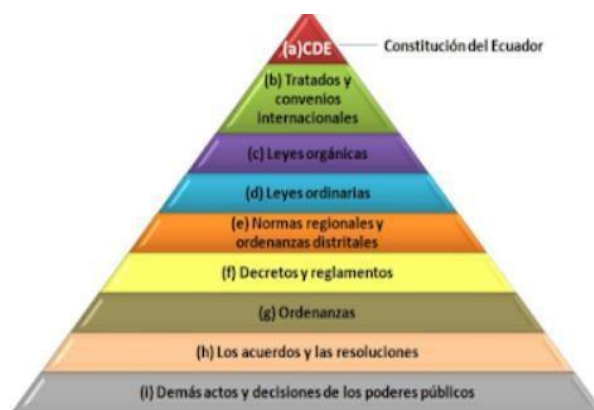 (a)CDE
Constitución del Ecuador
(b) Tratados y
convenios
internacionales
(c) Leyes orgánicas
(d) Leyes ordinarias
(e) Normas regionales y
ordenanzas distritales
(f) Decretos y reglamentos
(g) Ordenanzas
(h) Los acuerdos y las resoluciones
(i) Demás actos y decisiones de los poderes públicos